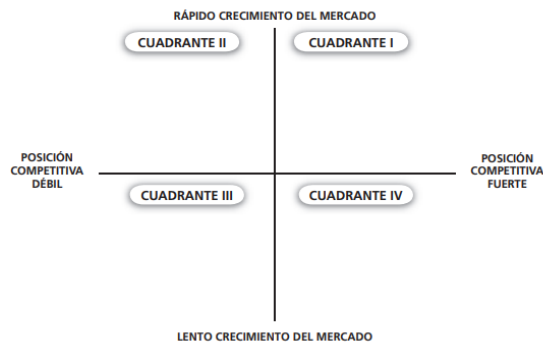 RÁPIDO CRECIMIENTO DEL MERCADO
CUADRANTE II
CUADRANTE I
POSICIÓN
COMPETITIVA
DÉBIL
POSICIÓN
COMPETITIVA
FUERTE
CUADRANTE III
CUADRANTE IV
LENTO CRECIMIENTO DEL MERCADO